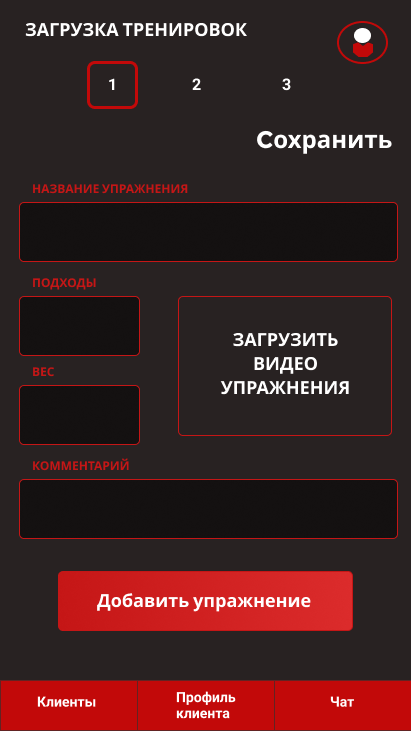 ЗАГРУЗКА ТРЕНИРОВОК
1 2 3
Сохранить
НАЗВАНИЕ УПРАЖНЕНИЯ
ПОДХОДЫ
ЗАГРУЗИТЬ
ВИДЕО
УПРАЖНЕНИЯ
ВЕС
КОММЕНТАРИЙ
Добавить упражнение
Клиенты
Профиль
клиента
Чат